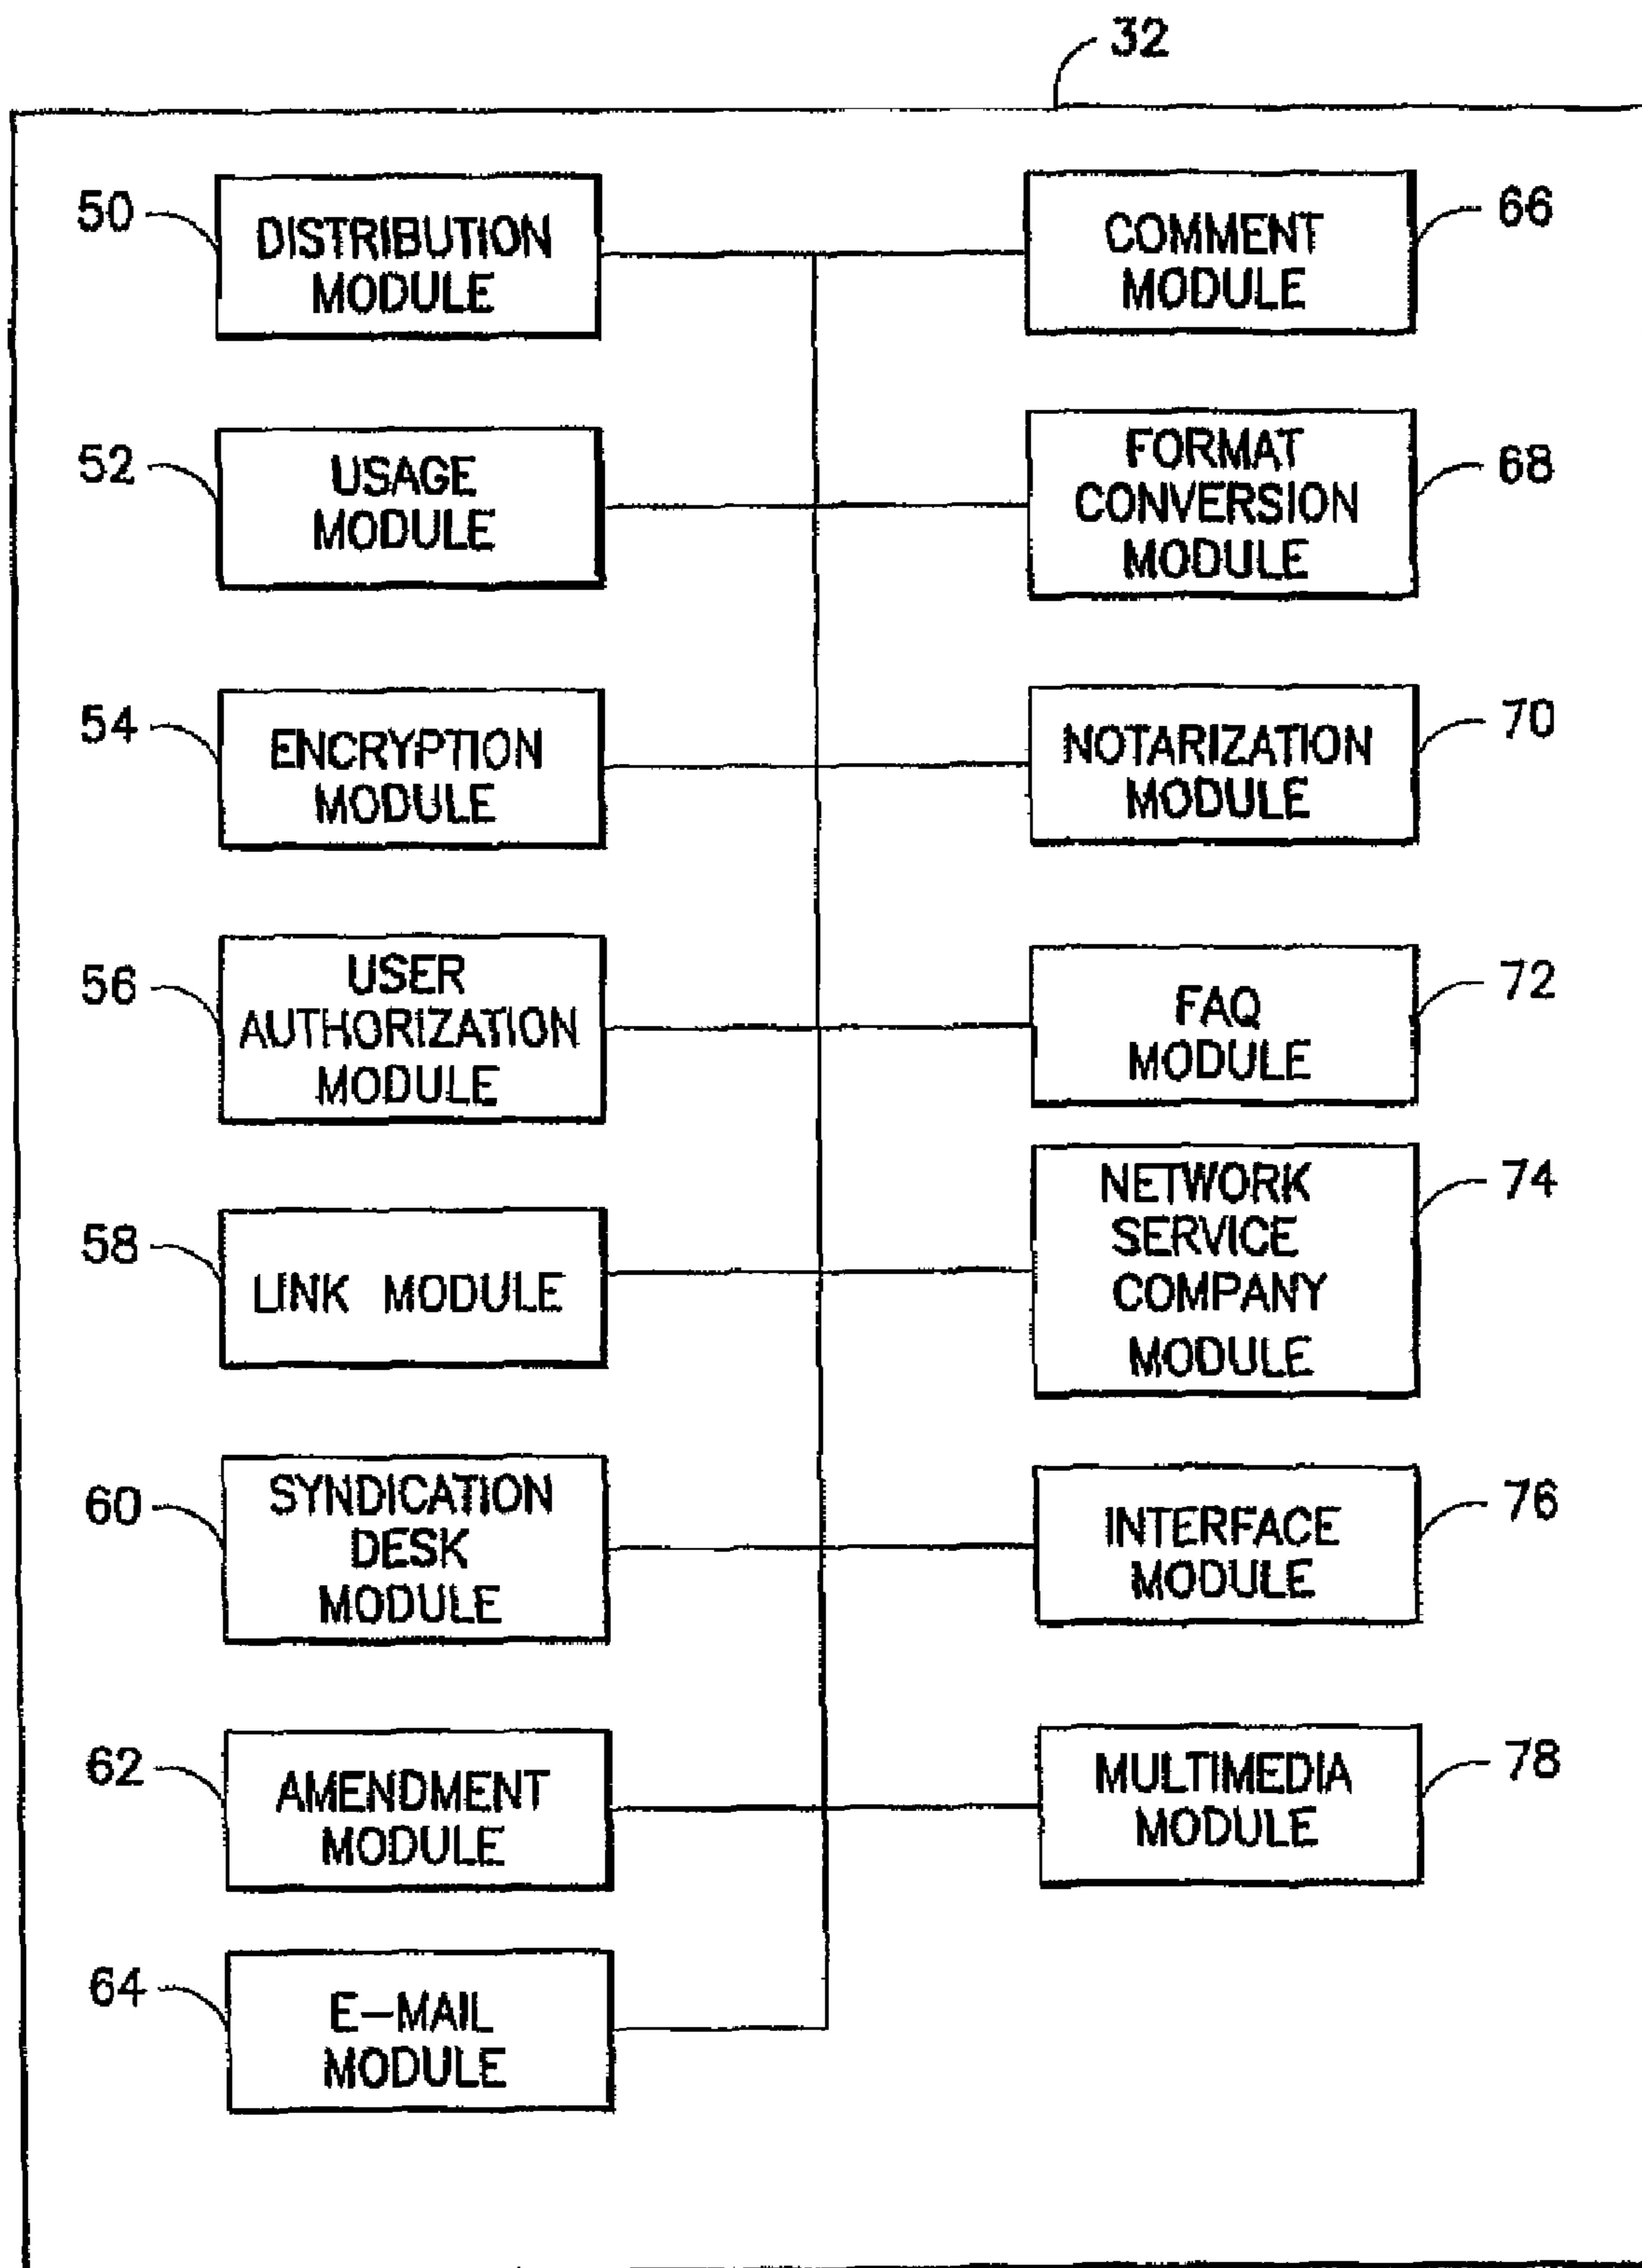 32
50
DISTRIBUTION
MODULE
COMMENT
MODULE
66
52
USAGE
MODULE
FORMAT
CONVERSION
MODULE
68
54
ENCRYPTION
MODULE
NOTARIZATION
MODULE
70
56
USER
AUTHORIZATION
MODULE
FAQ
MODULE
72
58
LINK MODULE
NETWORK
SERVICE
COMPANY
MODULE
74
60
SYNDICATION
DESK
MODULE
INTERFACE
MODULE
76
62
AMENDMENT
MODULE
MULTIMEDIA
MODULE
78
64
E-MAIL
MODULE